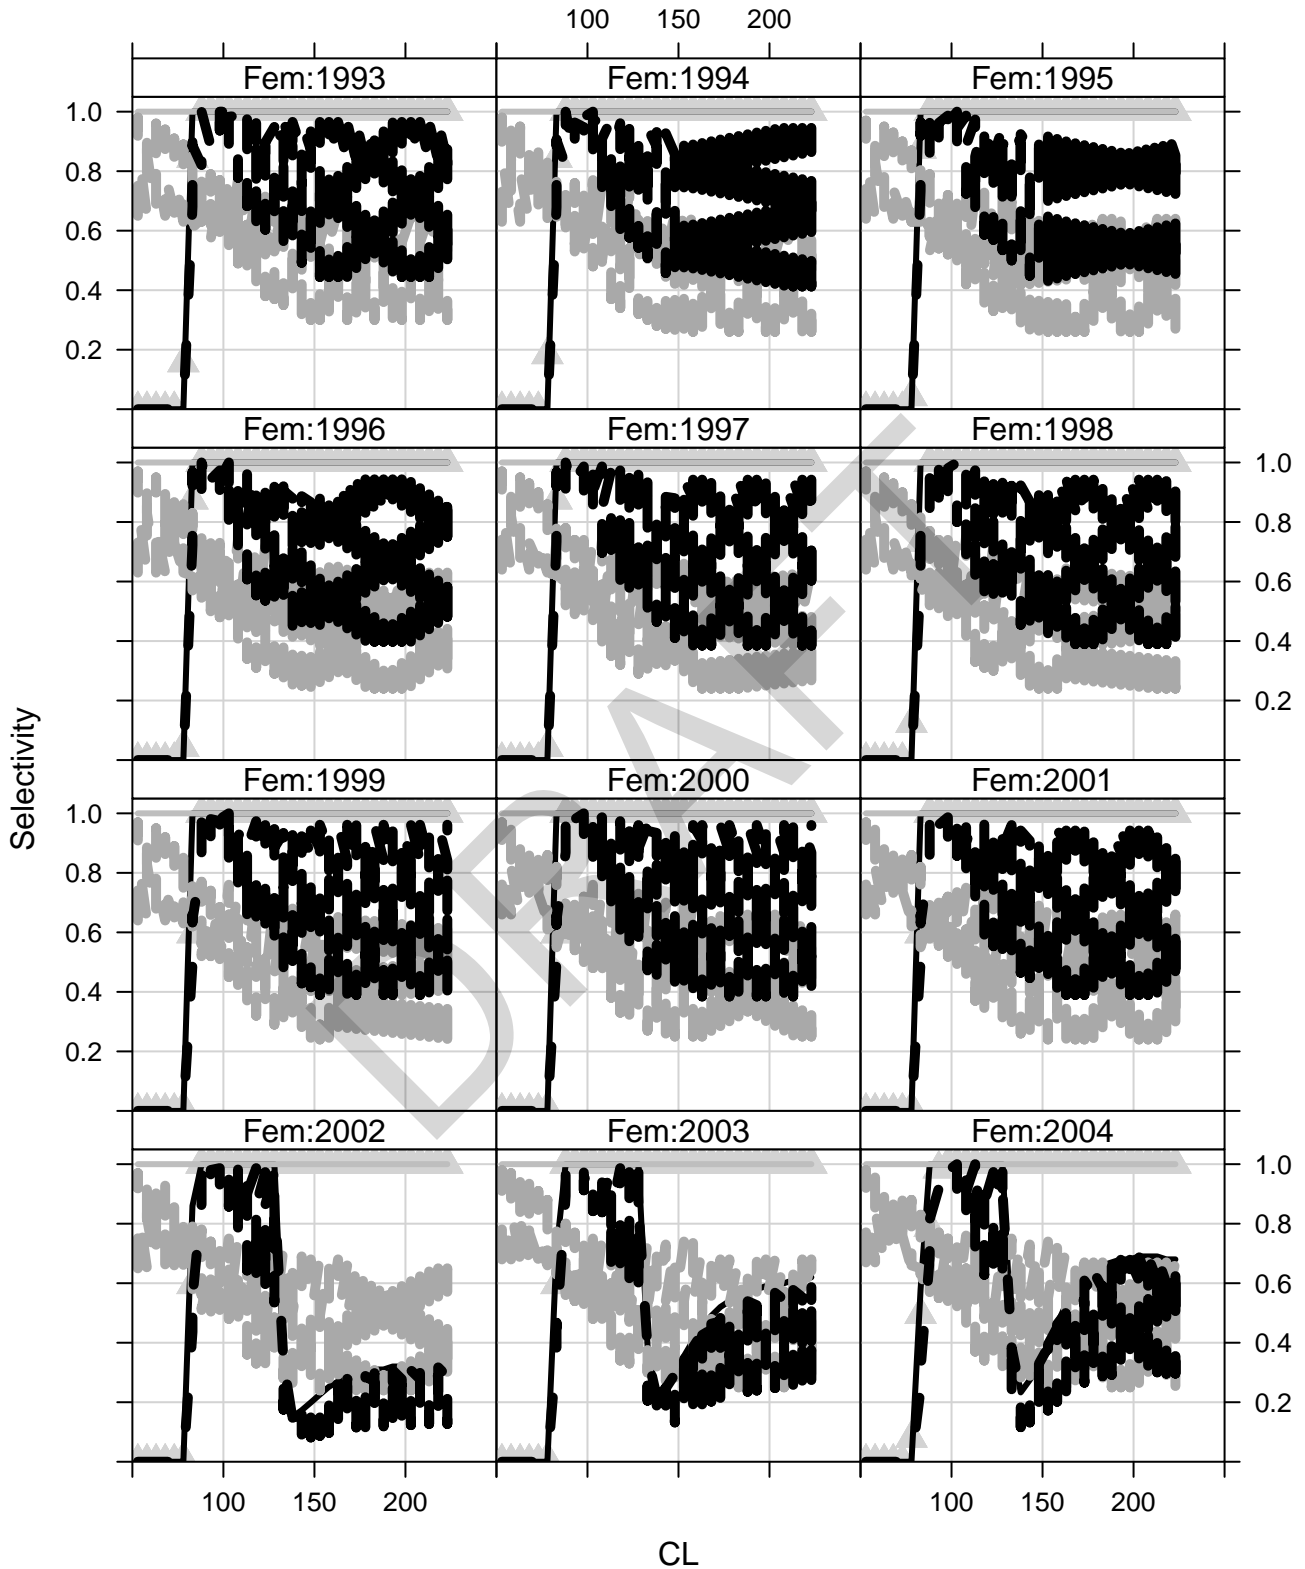 100 150 200
Fem:1993 Fem:1994 Fem:1995
1.0
0.8
0.6
0.4
0.2
Fem:1996 Fem:1997 Fem:1998
1.0
0.8
0.6
0.4
0.2
Fem:1999 Fem:2000 Fem:2001
1.0
0.8
0.6
0.4
0.2
Fem:2002 Fem:2003 Fem:2004
1.0
0.8
0.6
0.4
0.2
100 150 200 100 150 200
Selectivity
CL
DRAFT